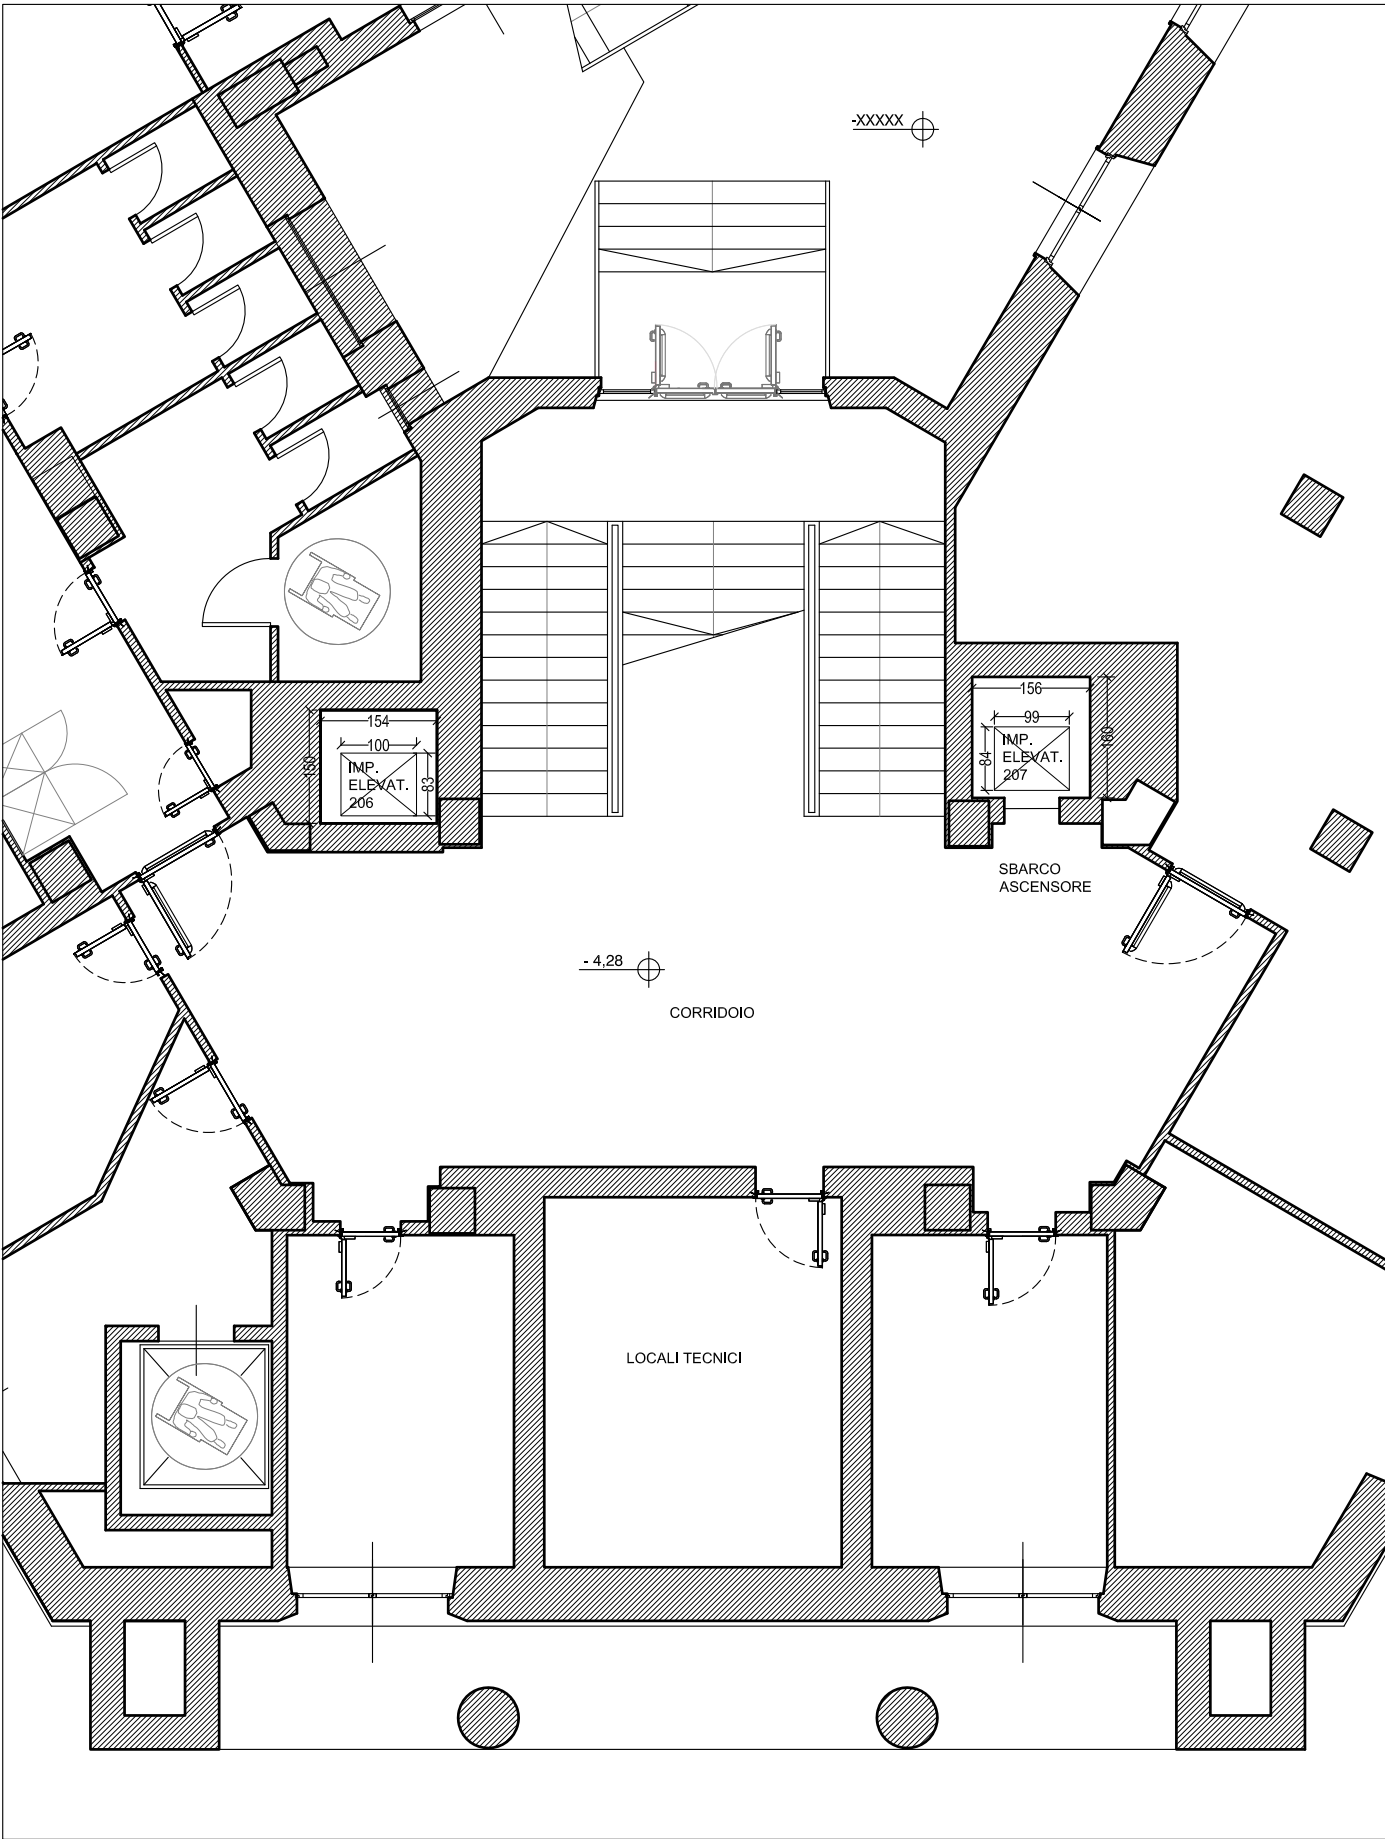 -XXXXX
154
100
150
IMP.
ELEVAT.
206
83
156
99
84
IMP.
ELEVAT.
207
160
SBARCO
ASCENSORE
- 4,28
CORRIDOIO
LOCALI TECNICI